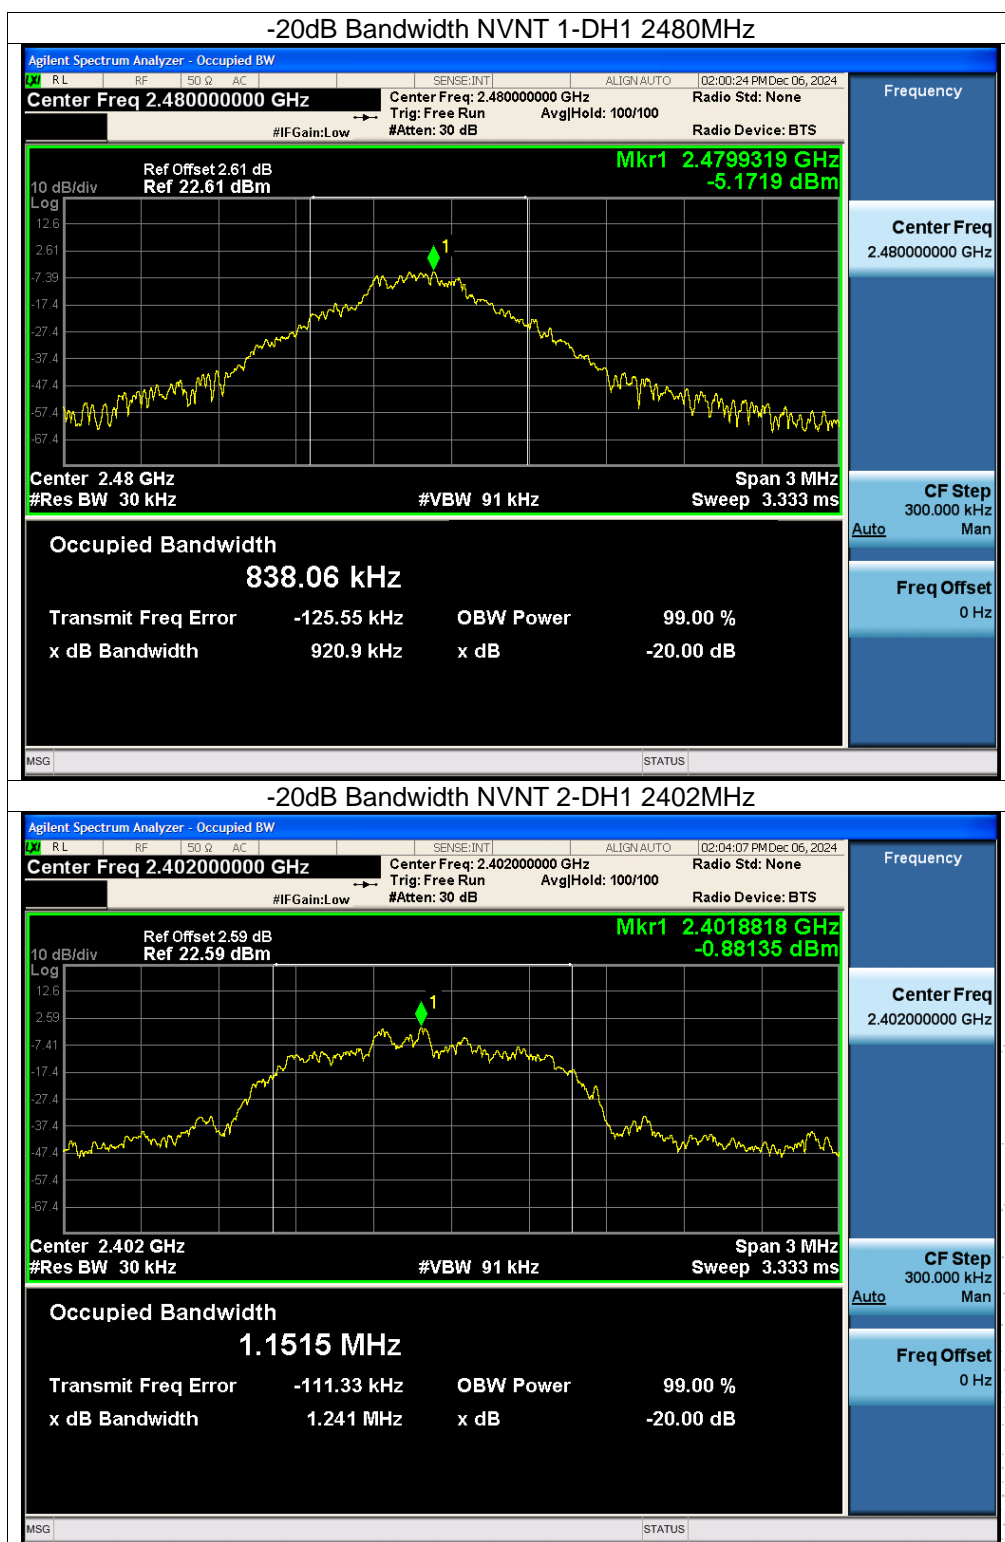 -20dB Bandwidth NVNT 1-DH1 2480MHz
Agilent Spectrum Analyzer - Occupied BW
LXI RL RF 50 Ω AC SENSE:INT ALIGN AUTO 02:00:24 PM Dec 06, 2024
Center Freq 2.480000000 GHz
Center Freq: 2.480000000 GHz Radio Std: None
Trig: Free Run Avg|Hold: 100/100
#IFGain:Low #Atten: 30 dB Radio Device: BTS
Frequency
Mkr1 2.4799319 GHz
-5.1719 dBm
Ref Offset 2.61 dB
10 dB/div Ref 22.61 dBm
Log
12.6
2.61
-7.39
-17.4
-27.4
-37.4
-47.4
-57.4
-67.4
1
Center Freq
2.480000000 GHz
Center 2.48 GHz Span 3 MHz
#Res BW 30 kHz #VBW 91 kHz Sweep 3.333 ms
CF Step
300.000 kHz
Auto Man
Occupied Bandwidth
838.06 kHz
Transmit Freq Error -125.55 kHz OBW Power 99.00 %
x dB Bandwidth 920.9 kHz x dB -20.00 dB
Freq Offset
0 Hz
MSG STATUS
-20dB Bandwidth NVNT 2-DH1 2402MHz
Agilent Spectrum Analyzer - Occupied BW
LXI RL RF 50 Ω AC SENSE:INT ALIGN AUTO 02:04:07 PM Dec 06, 2024
Center Freq 2.402000000 GHz
Center Freq: 2.402000000 GHz Radio Std: None
Trig: Free Run Avg|Hold: 100/100
#IFGain:Low #Atten: 30 dB Radio Device: BTS
Frequency
Mkr1 2.4018818 GHz
-0.88135 dBm
Ref Offset 2.59 dB
10 dB/div Ref 22.59 dBm
Log
12.6
2.59
-7.41
-17.4
-27.4
-37.4
-47.4
-57.4
-67.4
1
Center Freq
2.402000000 GHz
Center 2.402 GHz Span 3 MHz
#Res BW 30 kHz #VBW 91 kHz Sweep 3.333 ms
CF Step
300.000 kHz
Auto Man
Occupied Bandwidth
1.1515 MHz
Transmit Freq Error -111.33 kHz OBW Power 99.00 %
x dB Bandwidth 1.241 MHz x dB -20.00 dB
Freq Offset
0 Hz
MSG STATUS